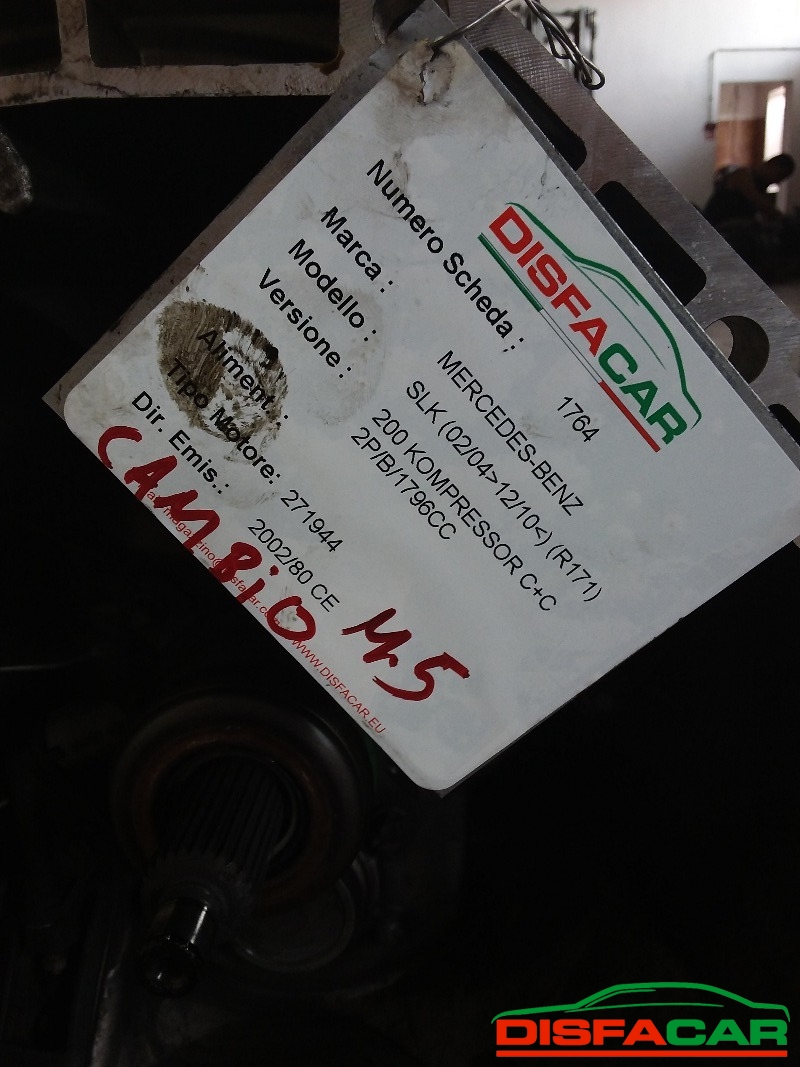 DISFACAR
Numero Scheda : 1764
Marca : MERCEDES-BENZ
Modello : SLK (02/04>12/10<) (R171)
Versione : 200 KOMPRESSOR C+C
2P/B/1796CC
Aliment.:
Tipo Motore: 271944
Dir. Emis.: 2002/80 CE
CAMBIO M.5
WWW.DISFACAR.EU
DISFACAR